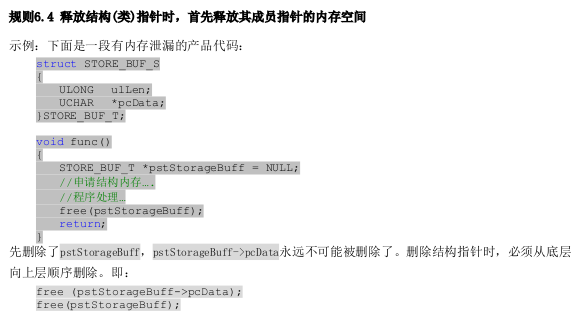 规则6.4 释放结构(类)指针时，首先释放其成员指针的内存空间
示例：下面是一段有内存泄漏的产品代码：
struct STORE_BUF_S
{
    ULONG  ulLen;
    UCHAR  *pcData;
}STORE_BUF_T;
void func()
{
    STORE_BUF_T *pstStorageBuff = NULL;
    //申请结构内存….
    //程序处理…
    free(pstStorageBuff);
    return;
}
先删除了pstStorageBuff，pstStorageBuff->pcData永远不可能被删除了。删除结构指针时，必须从底层
向上层顺序删除。即：
free (pstStorageBuff->pcData);
free(pstStorageBuff);